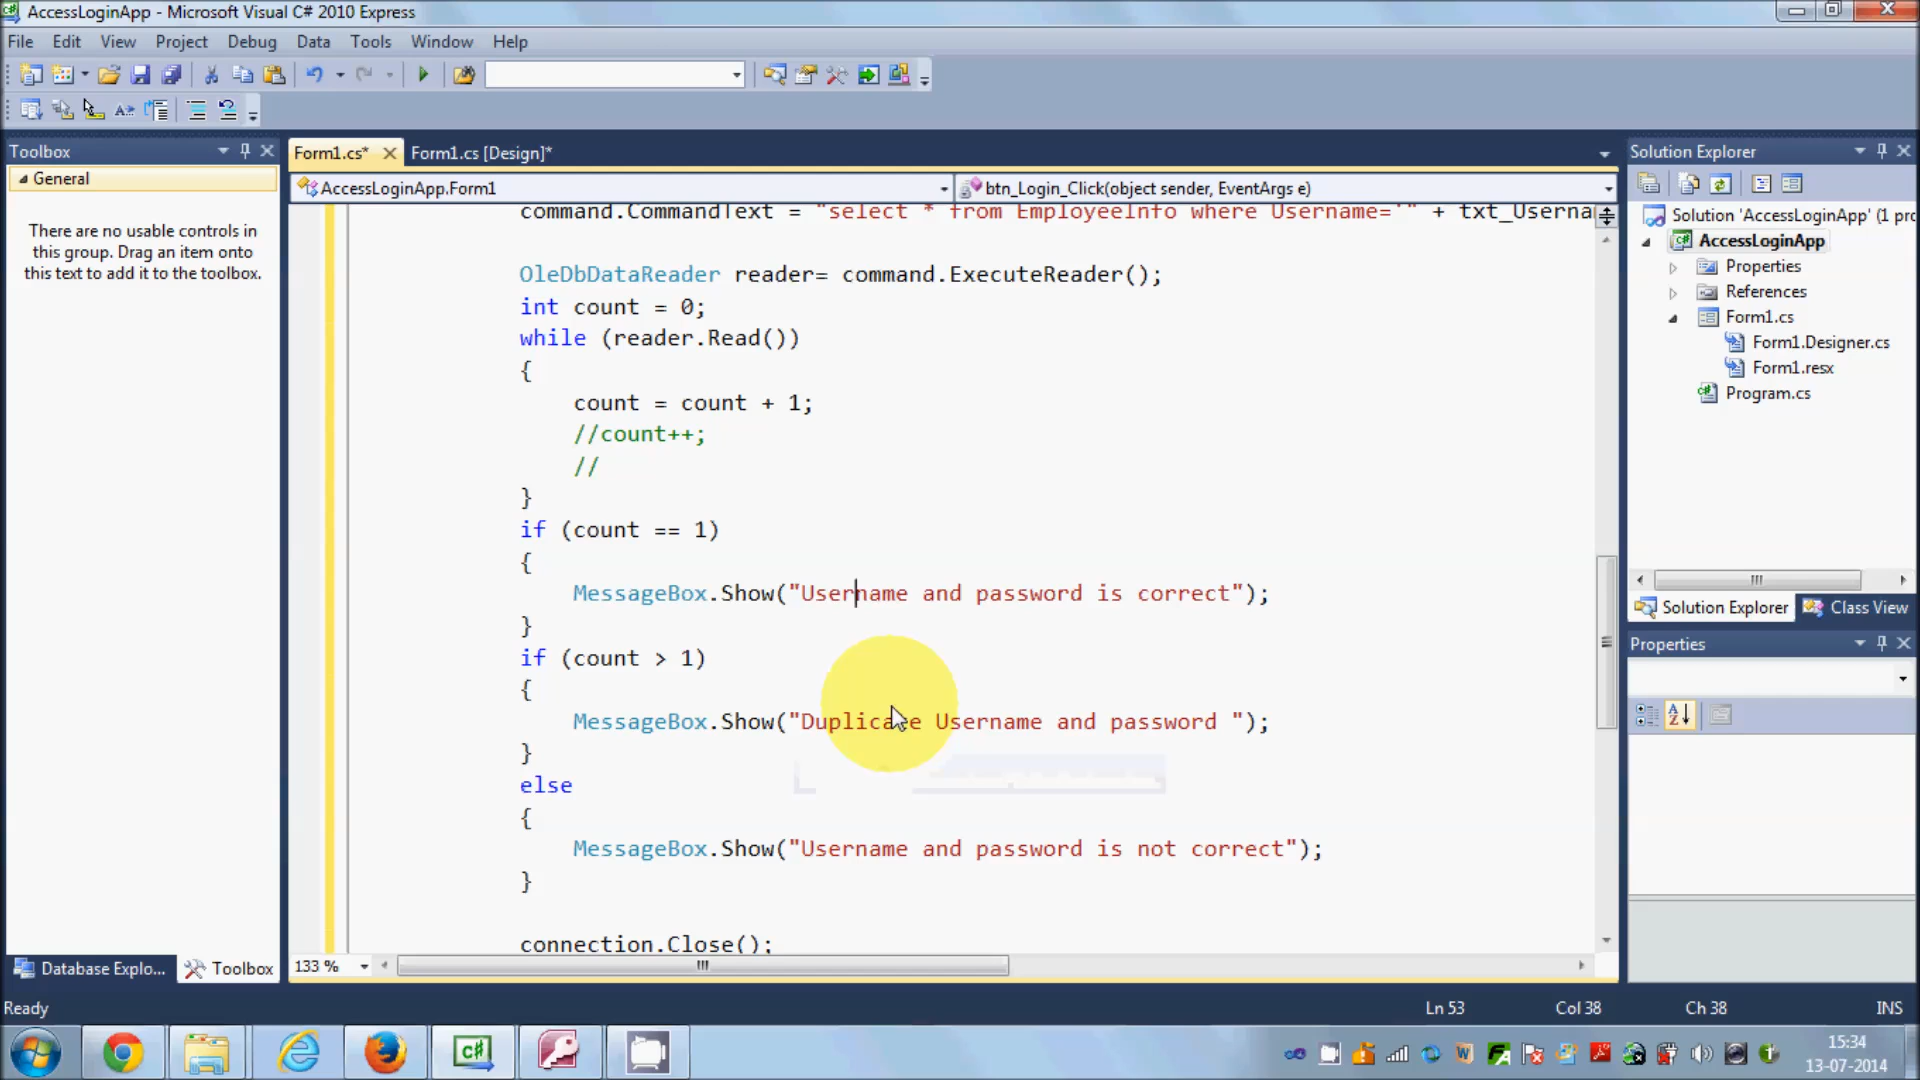 AccessLoginApp - Microsoft Visual C# 2010 Express
File Edit View Project Debug Data Tools Window Help
Toolbox
General
There are no usable controls in
this group. Drag an item onto
this text to add it to the toolbox.
Database Explo... Toolbox
Form1.cs* Form1.cs [Design]*
AccessLoginApp.Form1 btn_Login_Click(object sender, EventArgs e)
command.CommandText = "select * from EmployeeInfo where Username='" + txt_Userna
OleDbDataReader reader= command.ExecuteReader();
int count = 0;
while (reader.Read())
{
count = count + 1;
//count++;
//
}
if (count == 1)
{
MessageBox.Show("Username and password is correct");
}
if (count > 1)
{
MessageBox.Show("Duplicate Username and password ");
}
else
{
MessageBox.Show("Username and password is not correct");
}
connection.Close();
133 %
Solution Explorer
Solution 'AccessLoginApp' (1 pro
AccessLoginApp
Properties
References
Form1.cs
Form1.Designer.cs
Form1.resx
Program.cs
Solution Explorer Class View
Properties
Ready Ln 53 Col 38 Ch 38 INS
15:34
13-07-2014